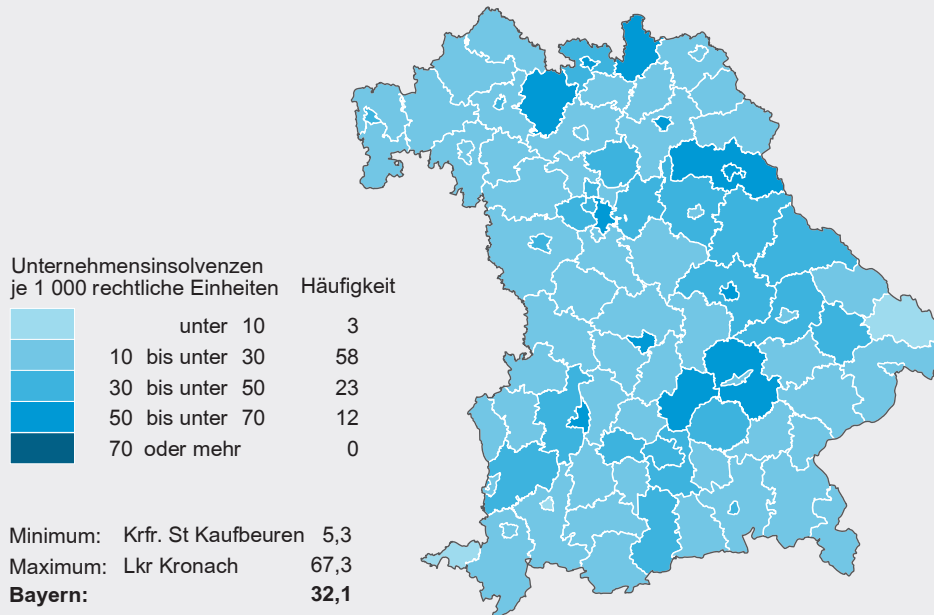 Unternehmensinsolvenzen
je 1 000 rechtliche Einheiten Häufigkeit
unter 10 3
10 bis unter 30 58
30 bis unter 50 23
50 bis unter 70 12
70 oder mehr 0
Minimum: Krfr. St Kaufbeuren 5,3
Maximum: Lkr Kronach 67,3
Bayern: 32,1